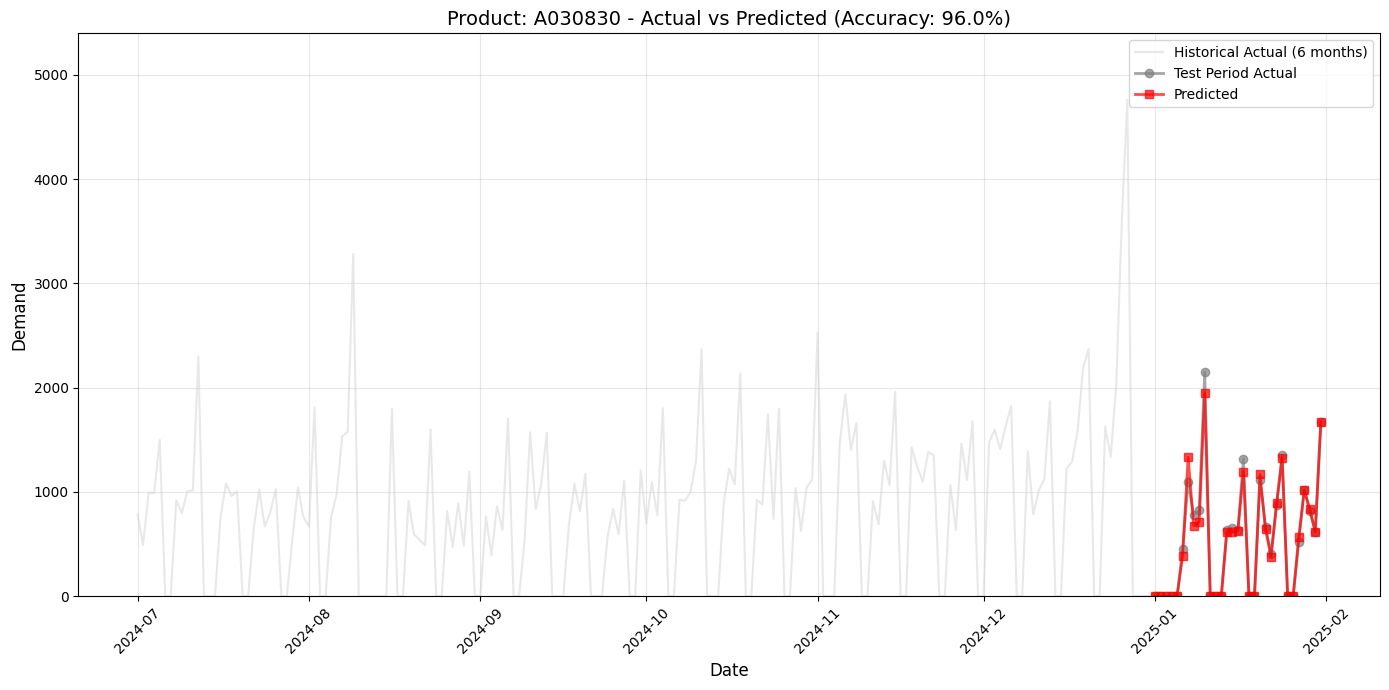 Product: A030830 - Actual vs Predicted (Accuracy: 96.0%)
Historical Actual (6 months)
Test Period Actual
Predicted
5000
4000
3000
2000
1000
0
Demand
2024-07
2024-08
2024-09
2024-10
2024-11
2024-12
2025-01
2025-02
Date